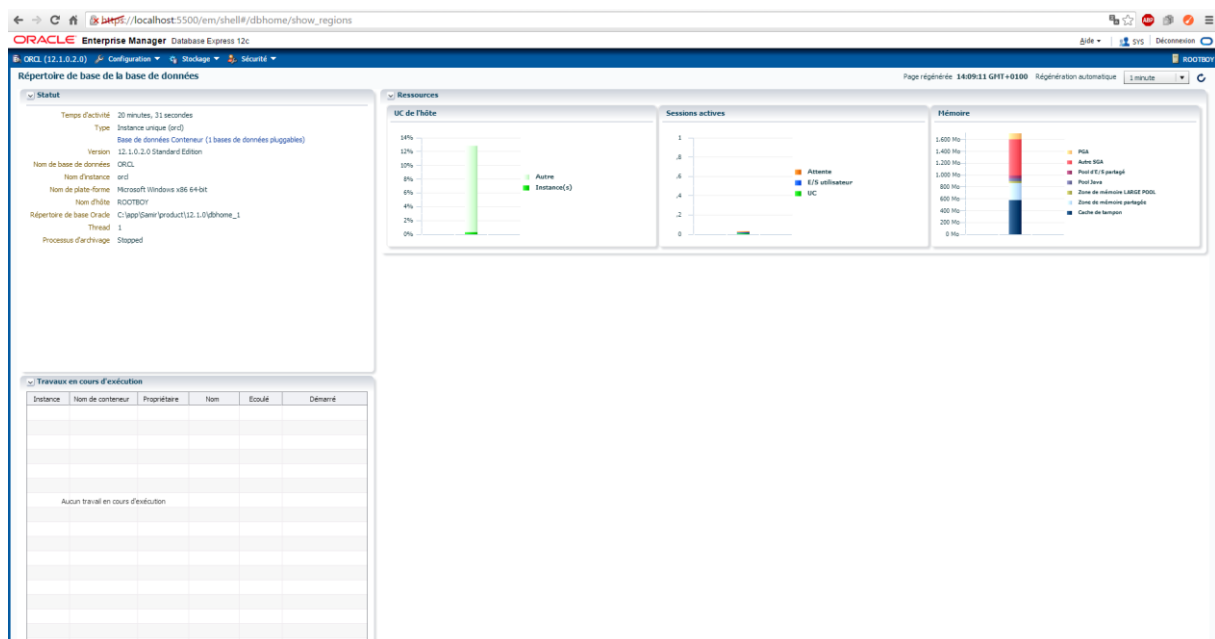 https://localhost:5500/em/shell#/dbhome/show_regions
ABP
ORACLE Enterprise Manager Database Express 12c
Aide
SYS
Déconnexion
ORCL (12.1.0.2.0)
Configuration
Stockage
Sécurité
ROOTBOY
Répertoire de base de la base de données
Page régénérée 14:09:11 GMT+0100
Régénération automatique
1 minute
Statut
Temps d'activité 20 minutes, 31 secondes
Type Instance unique (orcl)
Base de données Conteneur (1 bases de données pluggables)
Version 12.1.0.2.0 Standard Edition
Nom de base de données ORCL
Nom d'instance orcl
Nom de plate-forme Microsoft Windows x86 64-bit
Nom d'hôte ROOTBOY
Répertoire de base Oracle C:\app\Samir\product\12.1.0\dbhome_1
Thread 1
Processus d'archivage Stopped
Ressources
UC de l'hôte
14%
12%
10%
8%
6%
4%
2%
0%
Autre
Instance(s)
Sessions actives
1
.8
.6
.4
.2
0
Attente
E/S utilisateur
UC
Mémoire
1.600 Mo
1.400 Mo
1.200 Mo
1.000 Mo
800 Mo
600 Mo
400 Mo
200 Mo
0 Mo
PGA
Autre SGA
Pool d'E/S partagé
Pool Java
Zone de mémoire LARGE POOL
Zone de mémoire partagée
Cache de tampon
Travaux en cours d'exécution
Instance
Nom de conteneur
Propriétaire
Nom
Ecoulé
Démarré
Aucun travail en cours d'exécution